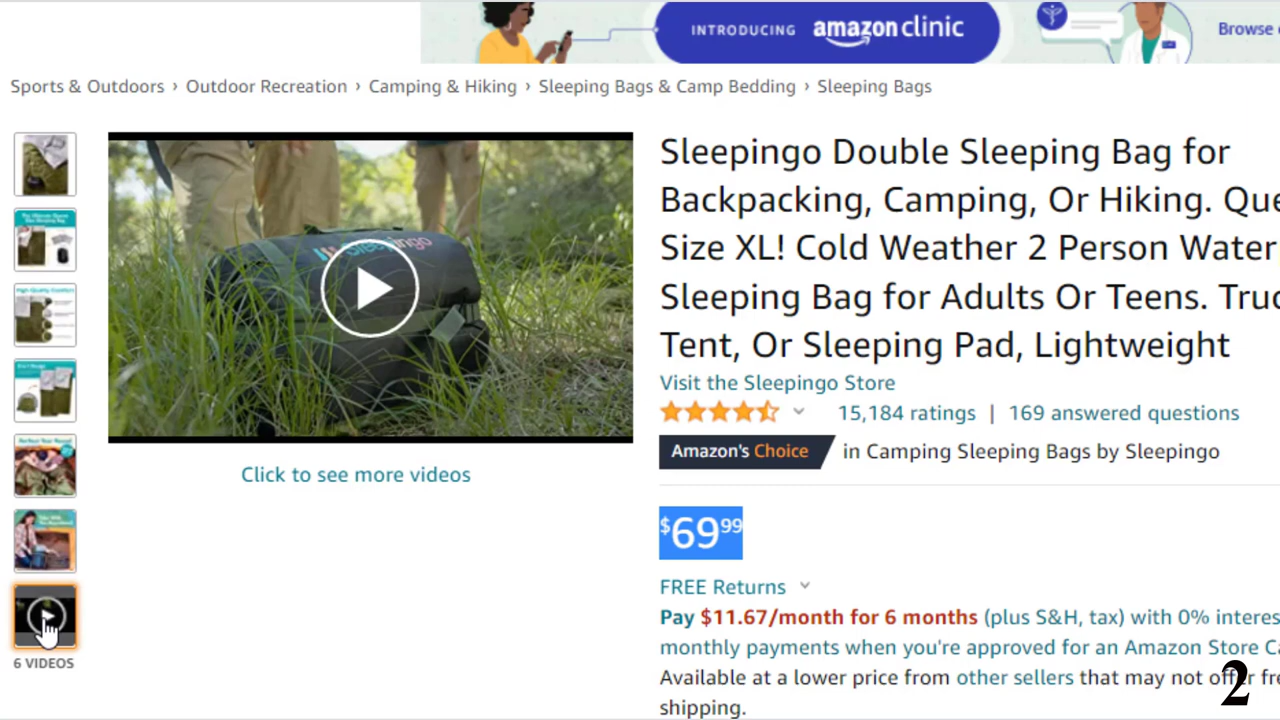 INTRODUCING amazon clinic
Browse
Sports & Outdoors › Outdoor Recreation › Camping & Hiking › Sleeping Bags & Camp Bedding › Sleeping Bags
Sleepingo Double Sleeping Bag for
Backpacking, Camping, Or Hiking. Que
Size XL! Cold Weather 2 Person Water
Sleeping Bag for Adults Or Teens. Truc
Tent, Or Sleeping Pad, Lightweight
Visit the Sleepingo Store
15,184 ratings | 169 answered questions
Amazon's Choice in Camping Sleeping Bags by Sleepingo
Click to see more videos
$69 99
FREE Returns
Pay $11.67/month for 6 months (plus S&H, tax) with 0% interes
monthly payments when you're approved for an Amazon Store Ca
Available at a lower price from other sellers that may not offer fre
shipping.
6 VIDEOS
2